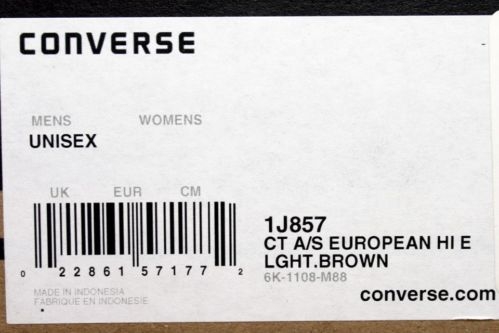 CONVERSE
MENS WOMENS
UNISEX
UK EUR CM
0 22861 57177 2
1J857
CT A/S EUROPEAN HI E
LGHT.BROWN
6K-1108-M88
MADE IN INDONESIA
FABRIQUE EN INDONESIE
converse.com